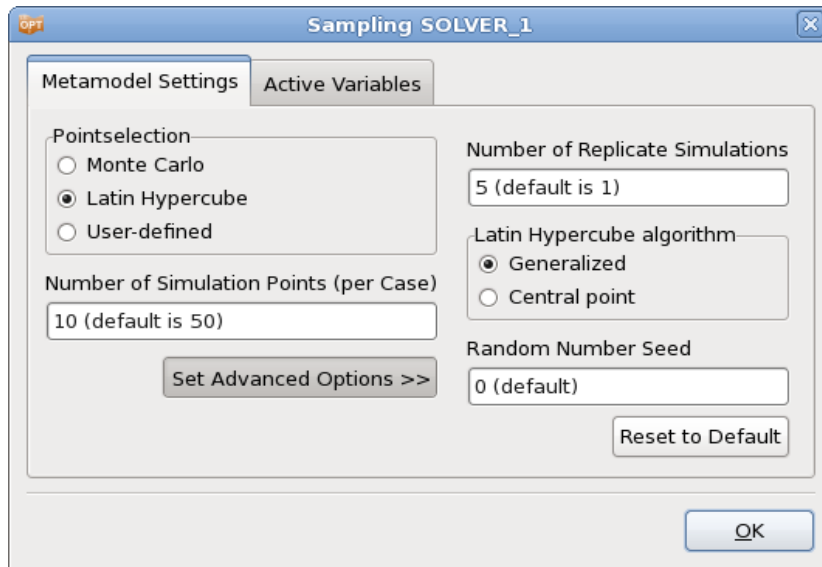 OPT
Sampling SOLVER_1
Metamodel Settings
Active Variables
Pointselection
Monte Carlo
Latin Hypercube
User-defined
Number of Simulation Points (per Case)
10 (default is 50)
Set Advanced Options >>
Number of Replicate Simulations
5 (default is 1)
Latin Hypercube algorithm
Generalized
Central point
Random Number Seed
0 (default)
Reset to Default
OK